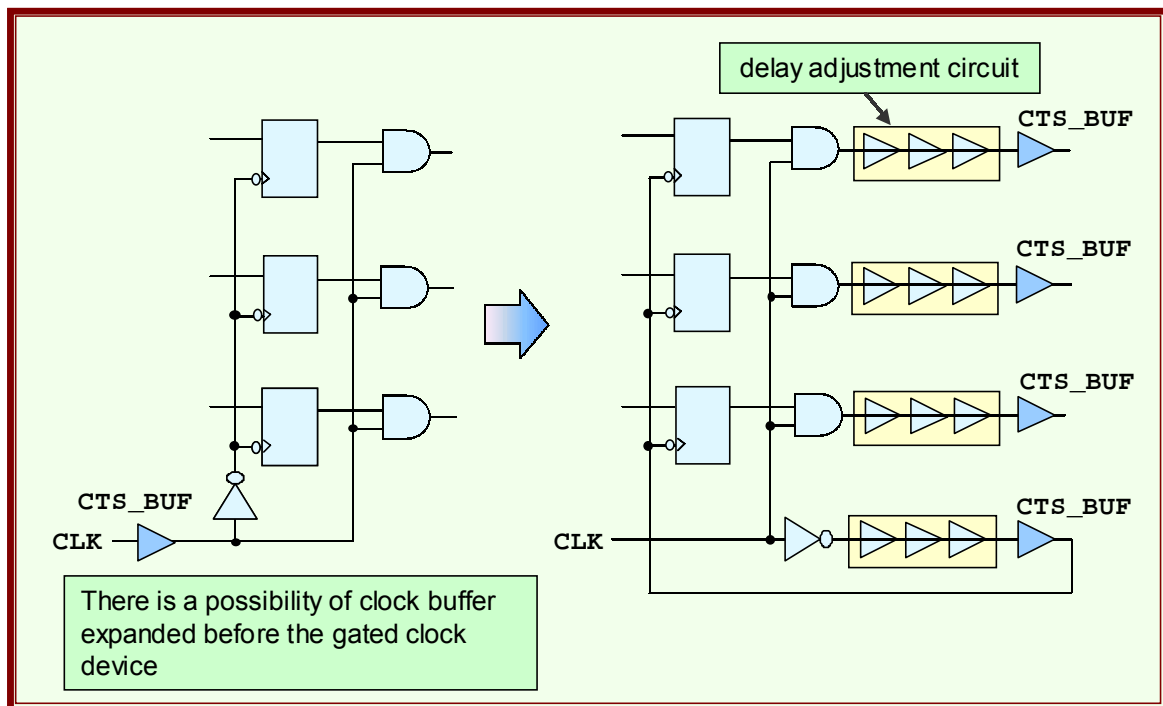 delay adjustment circuit
CTS_BUF
CTS_BUF
CTS_BUF
CTS_BUF
CLK
There is a possibility of clock buffer
expanded before the gated clock
device
CLK
CTS_BUF